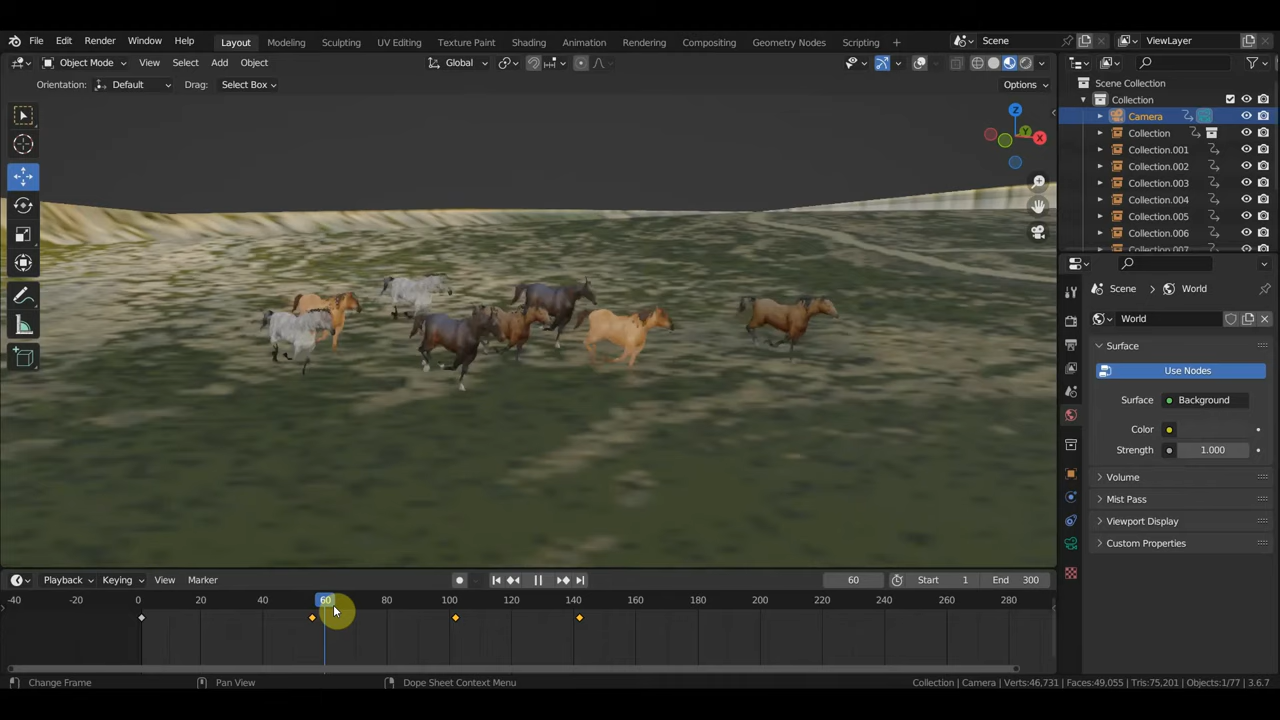 File Edit Render Window Help Layout Modeling Sculpting UV Editing Texture Paint Shading Animation Rendering Compositing Geometry Nodes Scripting + Scene ViewLayer
Object Mode View Select Add Object Global
Orientation: Default Drag: Select Box Options
Z
Y
X
Scene Collection
Collection
Camera
Collection
Collection.001
Collection.002
Collection.003
Collection.004
Collection.005
Collection.006
Collection.007
Scene > World
World
Surface
Use Nodes
Surface Background
Color
Strength 1.000
Volume
Mist Pass
Viewport Display
Custom Properties
Playback Keying View Marker 60 Start 1 End 300
-40 -20 0 20 40 60 80 100 120 140 160 180 200 220 240 260 280
Change Frame Pan View Dope Sheet Context Menu Collection | Camera | Verts:46,731 | Faces:49,055 | Tris:75,201 | Objects:1/77 | 3.6.7